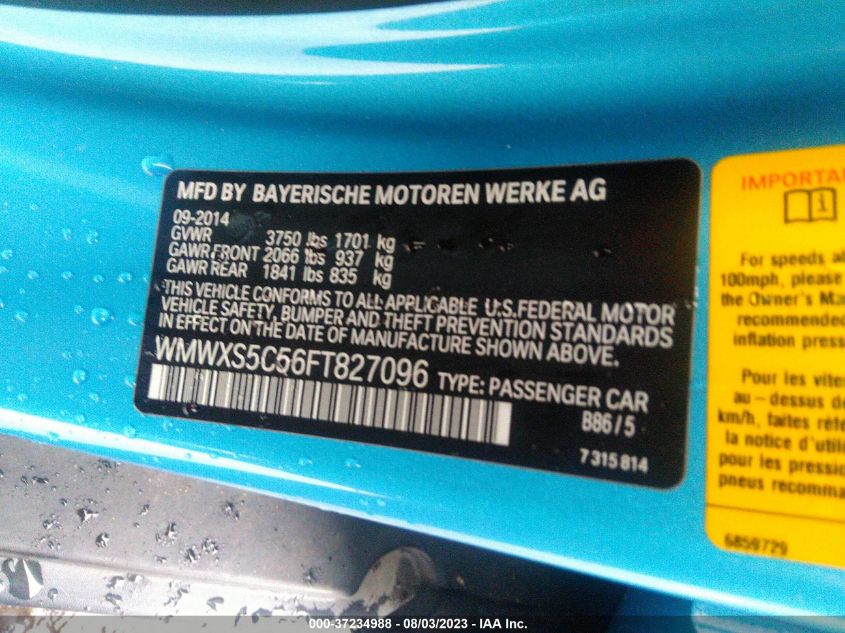 MFD BY BAYERISCHE MOTOREN WERKE AG
09-2014
GVWR 3750 lbs 1701 kg
GAWR FRONT 2066 lbs 937 kg
GAWR REAR 1841 lbs 835 kg
THIS VEHICLE CONFORMS TO ALL APPLICABLE U.S.FEDERAL MOTOR
VEHICLE SAFETY, BUMPER AND THEFT PREVENTION STANDARDS
IN EFFECT ON THE DATE OF MANUFACTURE SHOWN ABOVE.
WMWXS5C56FT827096 TYPE: PASSENGER CAR
B86/5
7315814
IMPORTAN
i
For speeds a
100mph, please
the Owner's Ma
recommended
inflation press
Pour les vites
au-dessus de
km/h, faites réfé
la notice d'utili
pour les pressio
pneus recomma
6859729
000-37234988 - 08/03/2023 - IAA Inc.